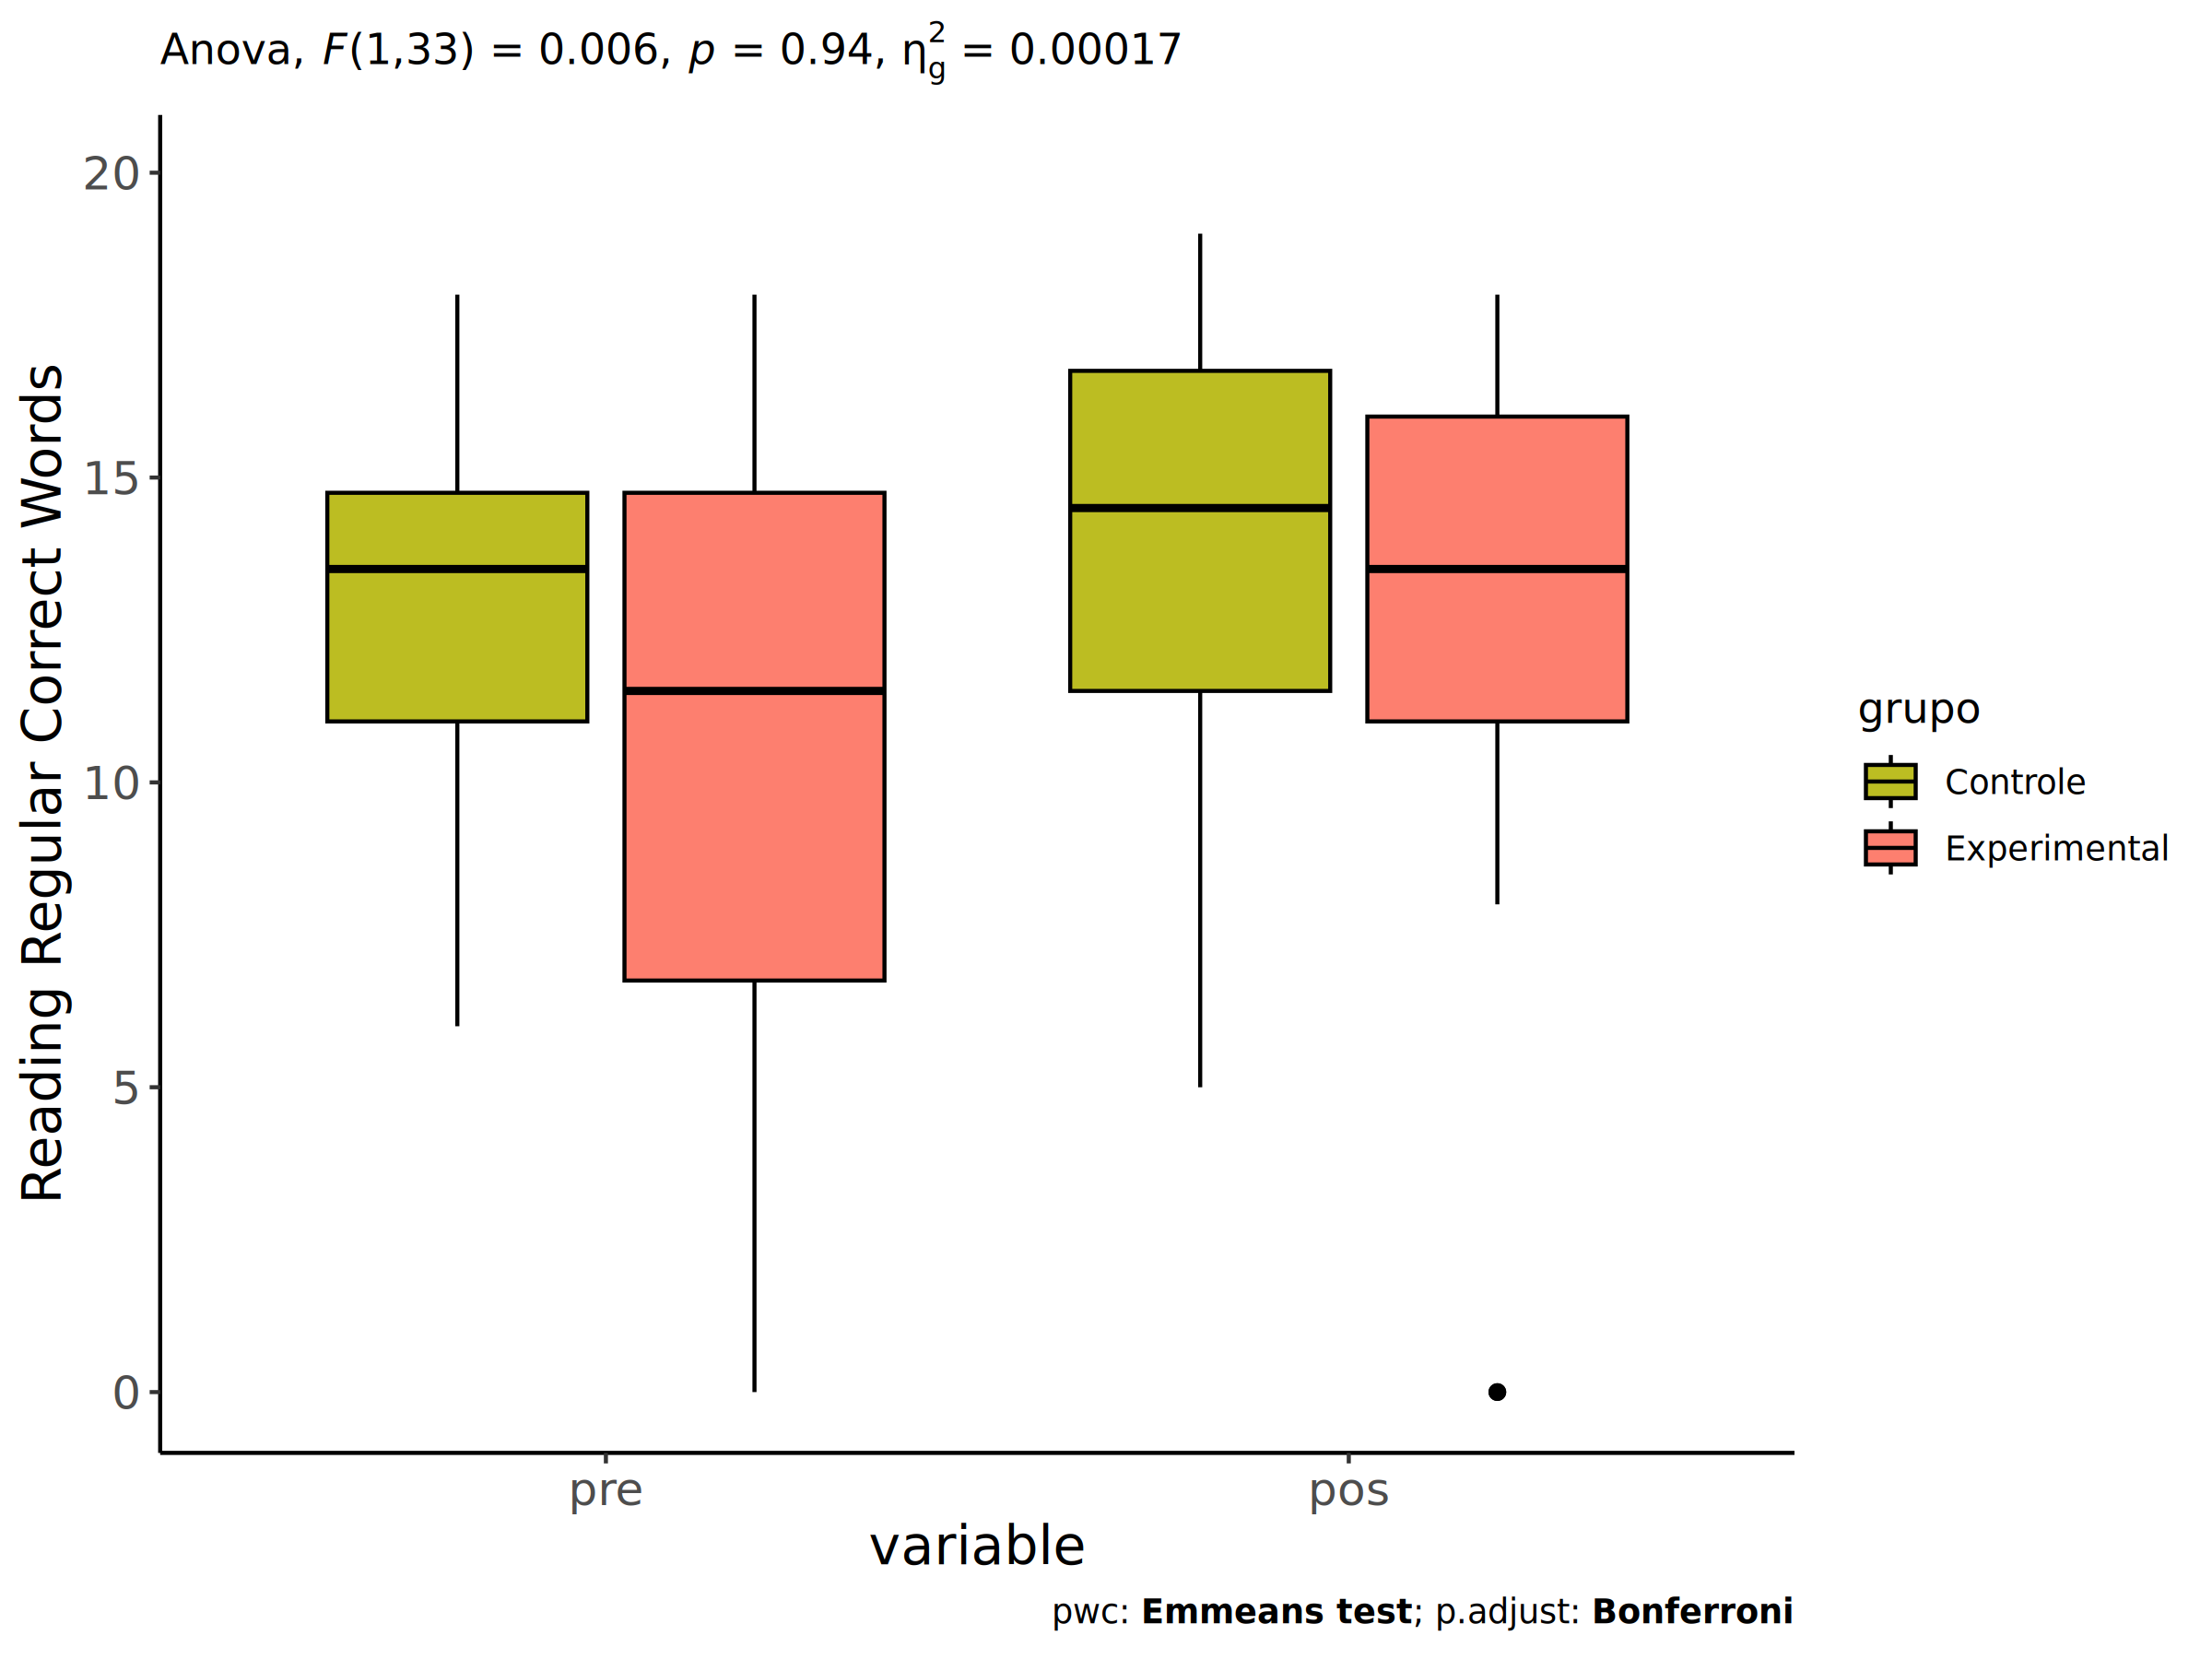 Anova, F(1,33) = 0.006, p = 0.94, η²g = 0.00017
Reading Regular Correct Words
20
15
10
5
0
pre
pos
variable
grupo
Controle
Experimental
pwc: Emmeans test; p.adjust: Bonferroni